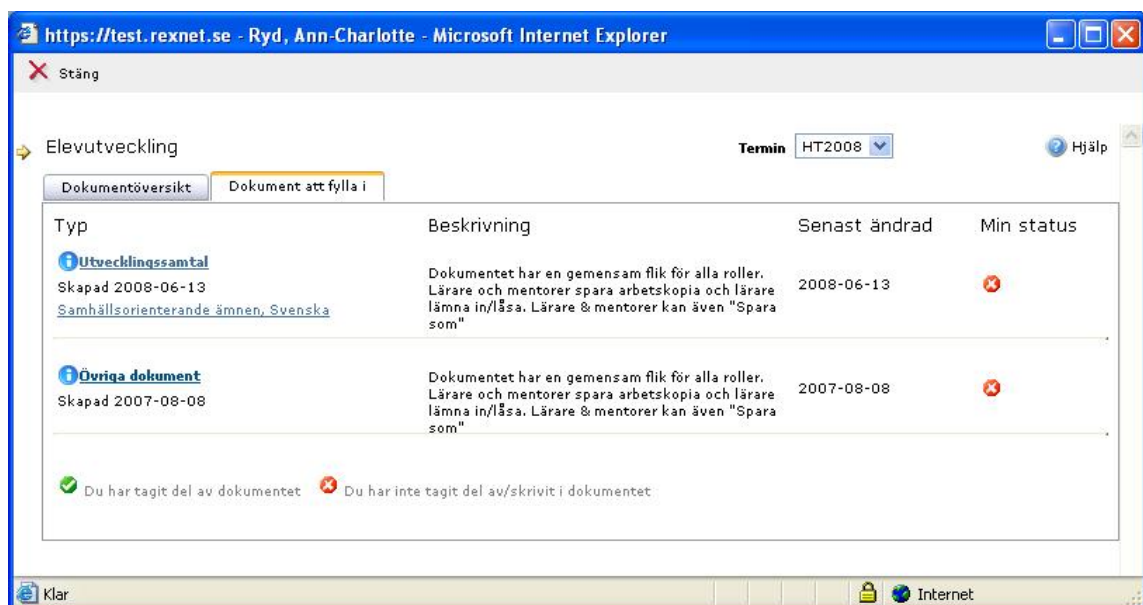 https://test.rexnet.se - Ryd, Ann-Charlotte - Microsoft Internet Explorer
Stäng
Elevutveckling
Termin HT2008
Hjälp
Dokumentöversikt
Dokument att fylla i
Typ Beskrivning Senast ändrad Min status
Utvecklingssamtal
Skapad 2008-06-13
Samhällsorienterande ämnen, Svenska
Dokumentet har en gemensam flik för alla roller.
Lärare och mentorer spara arbetskopia och lärare
lämna in/låsa. Lärare & mentorer kan även "Spara
som"
2008-06-13
Övriga dokument
Skapad 2007-08-08
Dokumentet har en gemensam flik för alla roller.
Lärare och mentorer spara arbetskopia och lärare
lämna in/låsa. Lärare & mentorer kan även "Spara
som"
2007-08-08
Du har tagit del av dokumentet
Du har inte tagit del av/skrivit i dokumentet
Klar
Internet